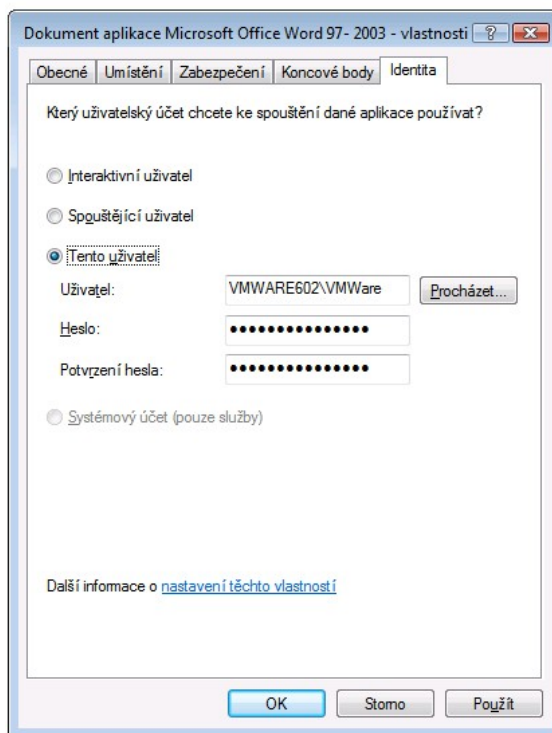 Dokument aplikace Microsoft Office Word 97- 2003 - vlastnosti
Obecné Umístění Zabezpečení Koncové body Identita
Který uživatelský účet chcete ke spouštění dané aplikace používat?
Interaktivní uživatel
Spouštějící uživatel
Tento uživatel
Uživatel: VMWARE602\VMWare Procházet...
Heslo: ●●●●●●●●●●●●●●●
Potvrzení hesla: ●●●●●●●●●●●●●●●
Systémový účet (pouze služby)
Další informace o nastavení těchto vlastností
OK Storno Použít